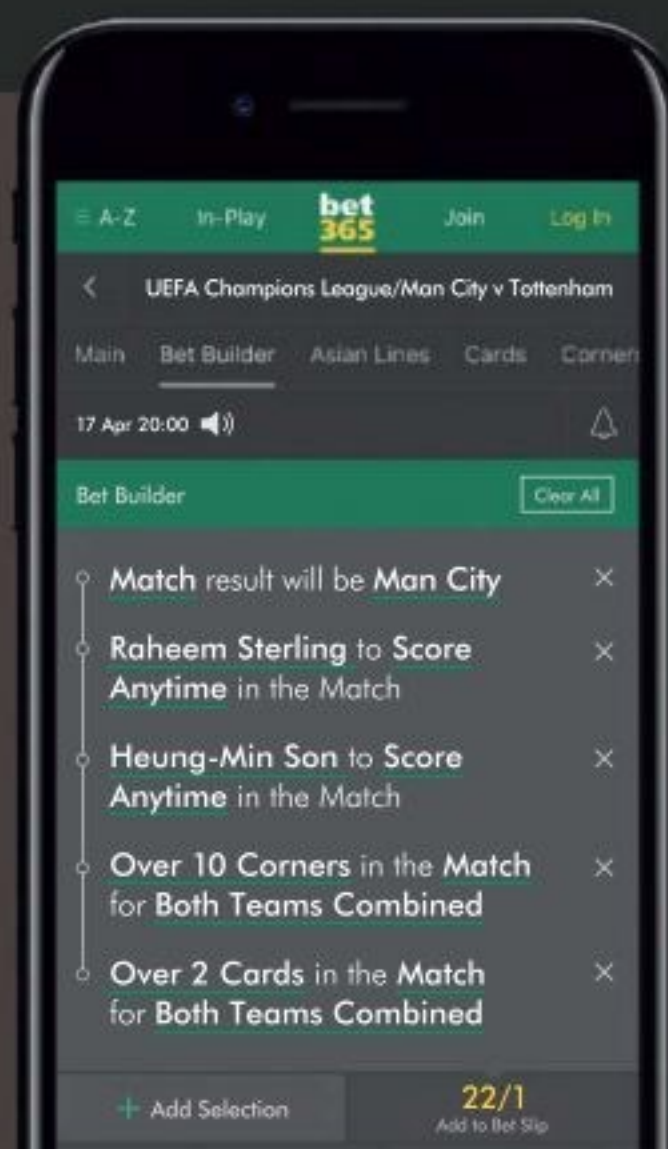 A-Z In-Play bet365 Join Log In
UEFA Champions League/Man City v Tottenham
Main Bet Builder Asian Lines Cards Corner
17 Apr 20:00
Bet Builder Clear All
Match result will be Man City
Raheem Sterling to Score
Anytime in the Match
Heung-Min Son to Score
Anytime in the Match
Over 10 Corners in the Match
for Both Teams Combined
Over 2 Cards in the Match
for Both Teams Combined
+ Add Selection 22/1
Add to Bet Slip